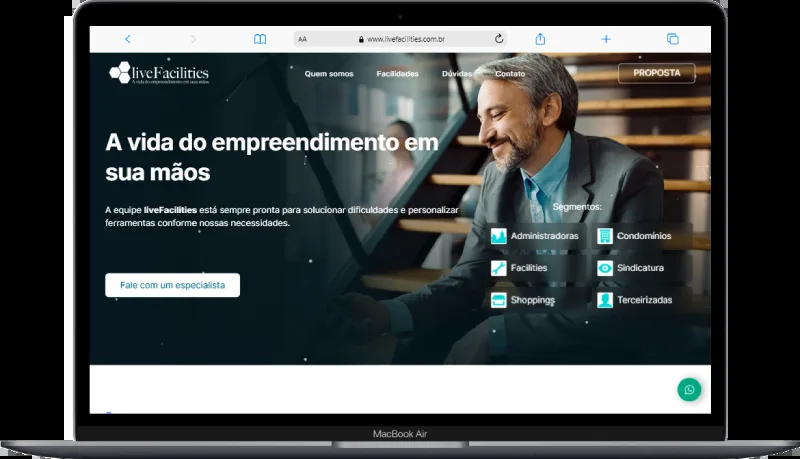 AA
www.livefacilities.com.br
liveFacilities
A vida do empreendimento em suas mãos
Quem somos
Facilidades
Dúvidas
Contato
PROPOSTA
A vida do empreendimento em
sua mãos
A equipe liveFacilities está sempre pronta para solucionar dificuldades e personalizar
ferramentas conforme nossas necessidades.
Fale com um especialista
Segmentos:
Administradoras
Condomínios
Facilities
Sindicatura
Shoppings
Terceirizadas
MacBook Air